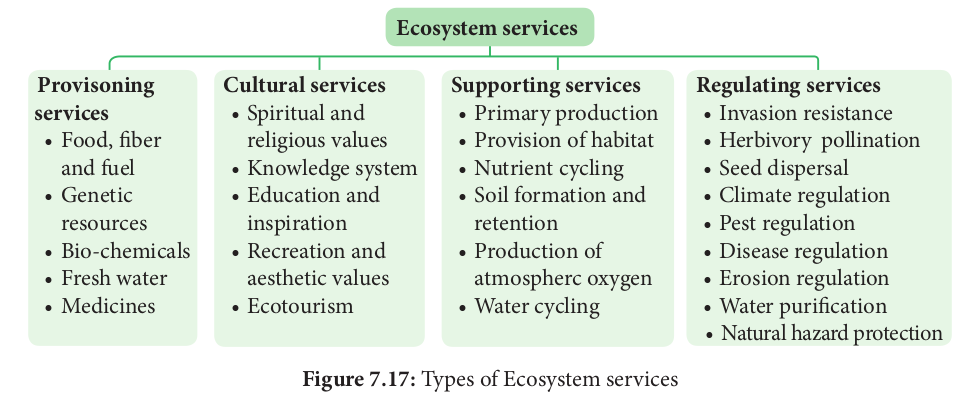 Ecosystem services
Provisoning
services
• Food, fiber
and fuel
• Genetic
resources
• Bio-chemicals
• Fresh water
• Medicines
Cultural services
• Spiritual and
religious values
• Knowledge system
• Education and
inspiration
• Recreation and
aesthetic values
• Ecotourism
Supporting services
• Primary production
• Provision of habitat
• Nutrient cycling
• Soil formation and
retention
• Production of
atmospherc oxygen
• Water cycling
Regulating services
• Invasion resistance
• Herbivory pollination
• Seed dispersal
• Climate regulation
• Pest regulation
• Disease regulation
• Erosion regulation
• Water purification
• Natural hazard protection
Figure 7.17: Types of Ecosystem services